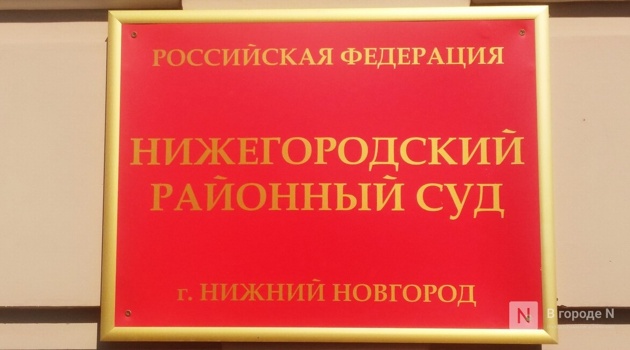 РОССИЙСКАЯ ФЕДЕРАЦИЯ
НИЖЕГОРОДСКИЙ
РАЙОННЫЙ СУД
г. НИЖНИЙ НОВГОРОД
N В городе N